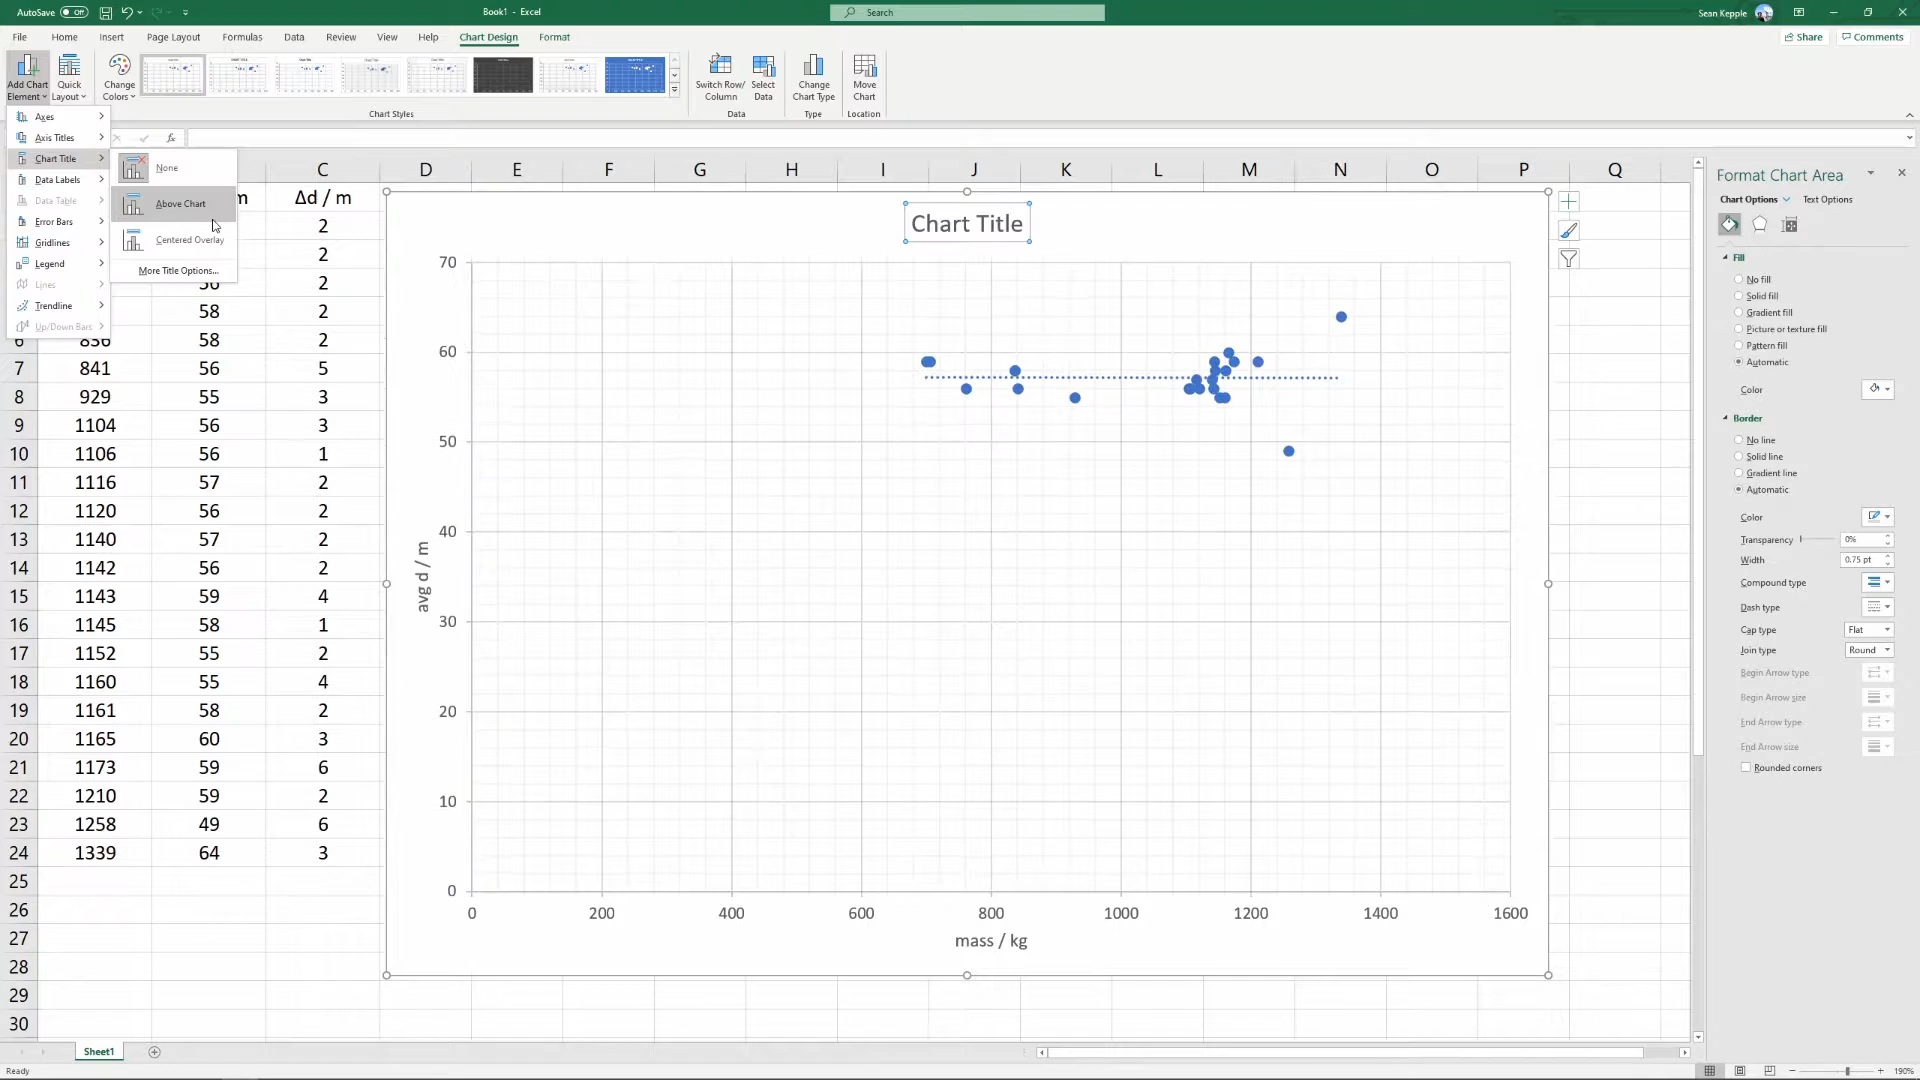 AutoSave Off
Book1 - Excel
Search
Sean Kepple
File Home Insert Page Layout Formulas Data Review View Help Chart Design Format
Share Comments
Add Chart Element
Quick Layout
Change Colors
Switch Row/ Column
Select Data
Change Chart Type
Move Chart
Chart Styles
Data
Type
Location
fx
Axes
Axis Titles
Chart Title
Data Labels
Data Table
Error Bars
Gridlines
Legend
Lines
Trendline
Up/Down Bars
None
Above Chart
Centered Overlay
More Title Options...
C D E F G H I J K L M N O P Q
m Δd / m
2
2
56 2
58 2
6 836 58 2
7 841 56 5
8 929 55 3
9 1104 56 3
10 1106 56 1
11 1116 57 2
12 1120 56 2
13 1140 57 2
14 1142 56 2
15 1143 59 4
16 1145 58 1
17 1152 55 2
18 1160 55 4
19 1161 58 2
20 1165 60 3
21 1173 59 6
22 1210 59 2
23 1258 49 6
24 1339 64 3
25
26
27
28
29
30
Chart Title
70
60
50
40
30
20
10
0
avg d / m
0 200 400 600 800 1000 1200 1400 1600
mass / kg
Format Chart Area
Chart Options Text Options
Fill
No fill
Solid fill
Gradient fill
Picture or texture fill
Pattern fill
Automatic
Color
Border
No line
Solid line
Gradient line
Automatic
Color
Transparency 0%
Width 0.75 pt
Compound type
Dash type
Cap type Flat
Join type Round
Begin Arrow type
Begin Arrow size
End Arrow type
End Arrow size
Rounded corners
Sheet1
Ready
190%